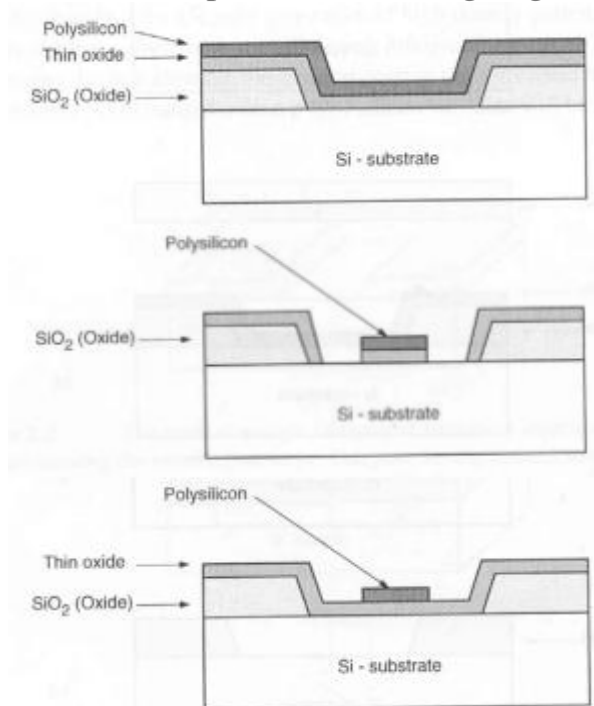 Polysilicon
Thin oxide
SiO₂ (Oxide)
Si - substrate
Polysilicon
SiO₂ (Oxide)
Si - substrate
Polysilicon
Thin oxide
SiO₂ (Oxide)
Si - substrate